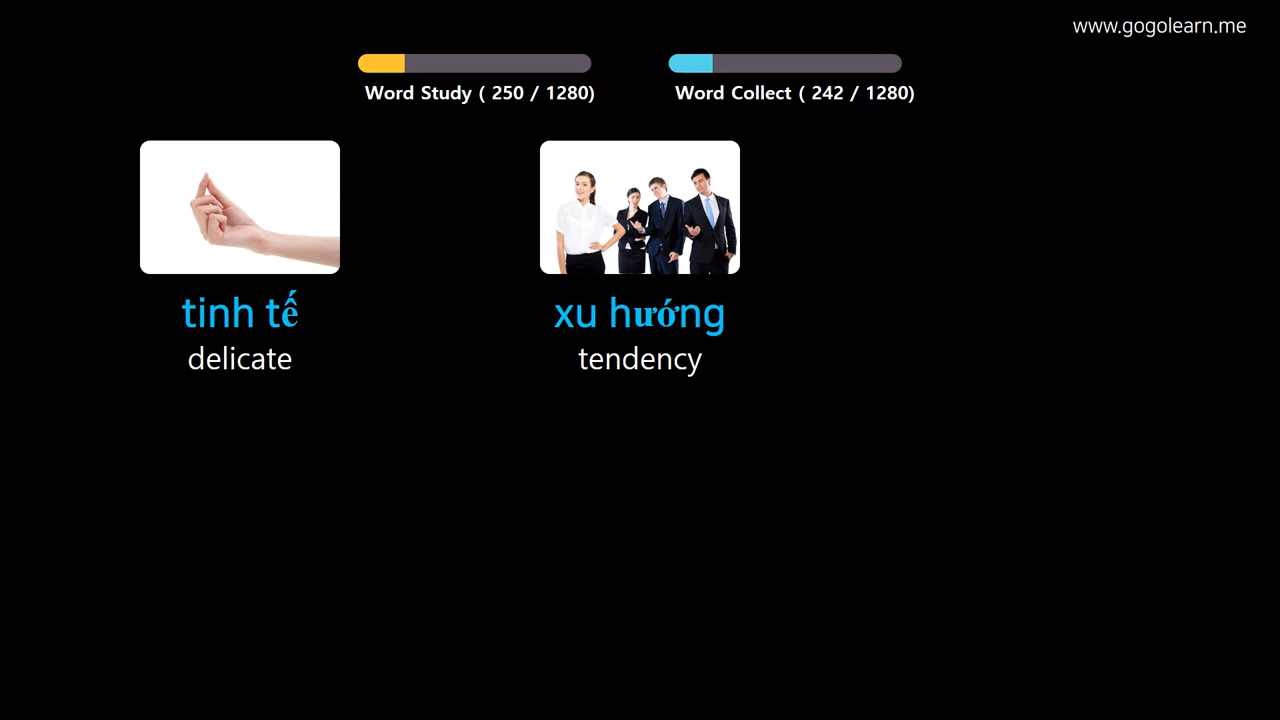 www.gogolearn.me
Word Study ( 250 / 1280)
Word Collect ( 242 / 1280)
tinh tế
delicate
xu hướng
tendency